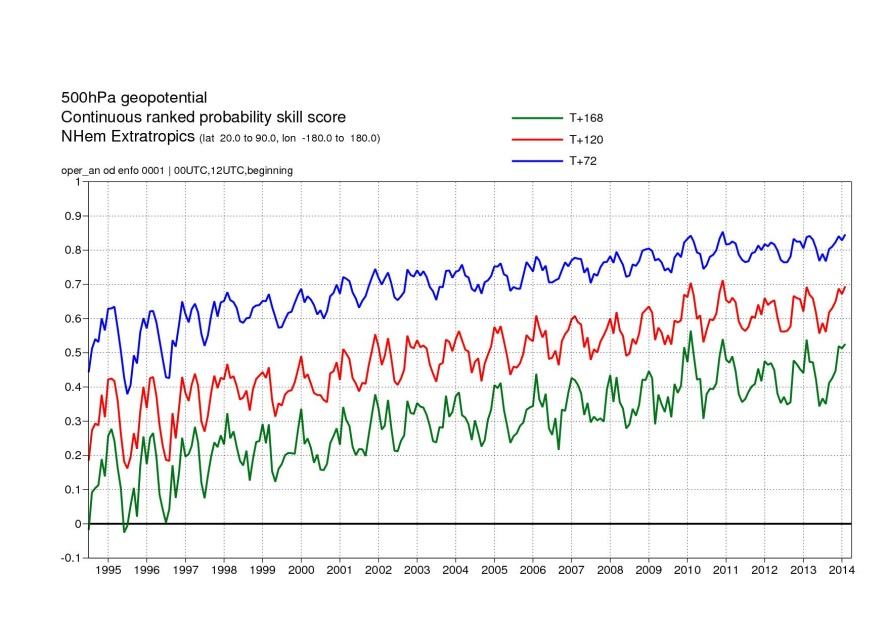 500hPa geopotential
Continuous ranked probability skill score
NHem Extratropics (lat 20.0 to 90.0, lon -180.0 to 180.0)
T+168
T+120
T+72
oper_an od enfo 0001 | 00UTC,12UTC,beginning
1
0.9
0.8
0.7
0.6
0.5
0.4
0.3
0.2
0.1
0
-0.1
1995 1996 1997 1998 1999 2000 2001 2002 2003 2004 2005 2006 2007 2008 2009 2010 2011 2012 2013 2014